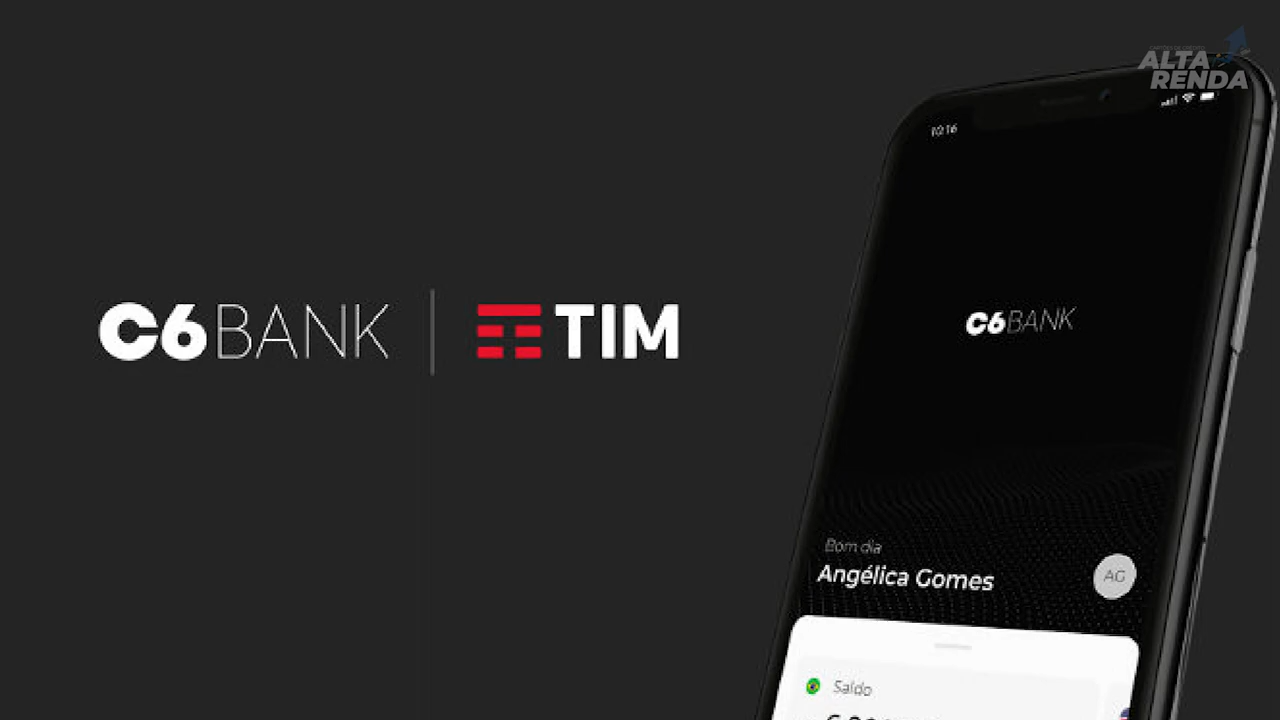 ALTA
RENDA
10:16
C6BANK
TIM
C6BANK
Bom dia
Angélica Gomes
AG
Saldo